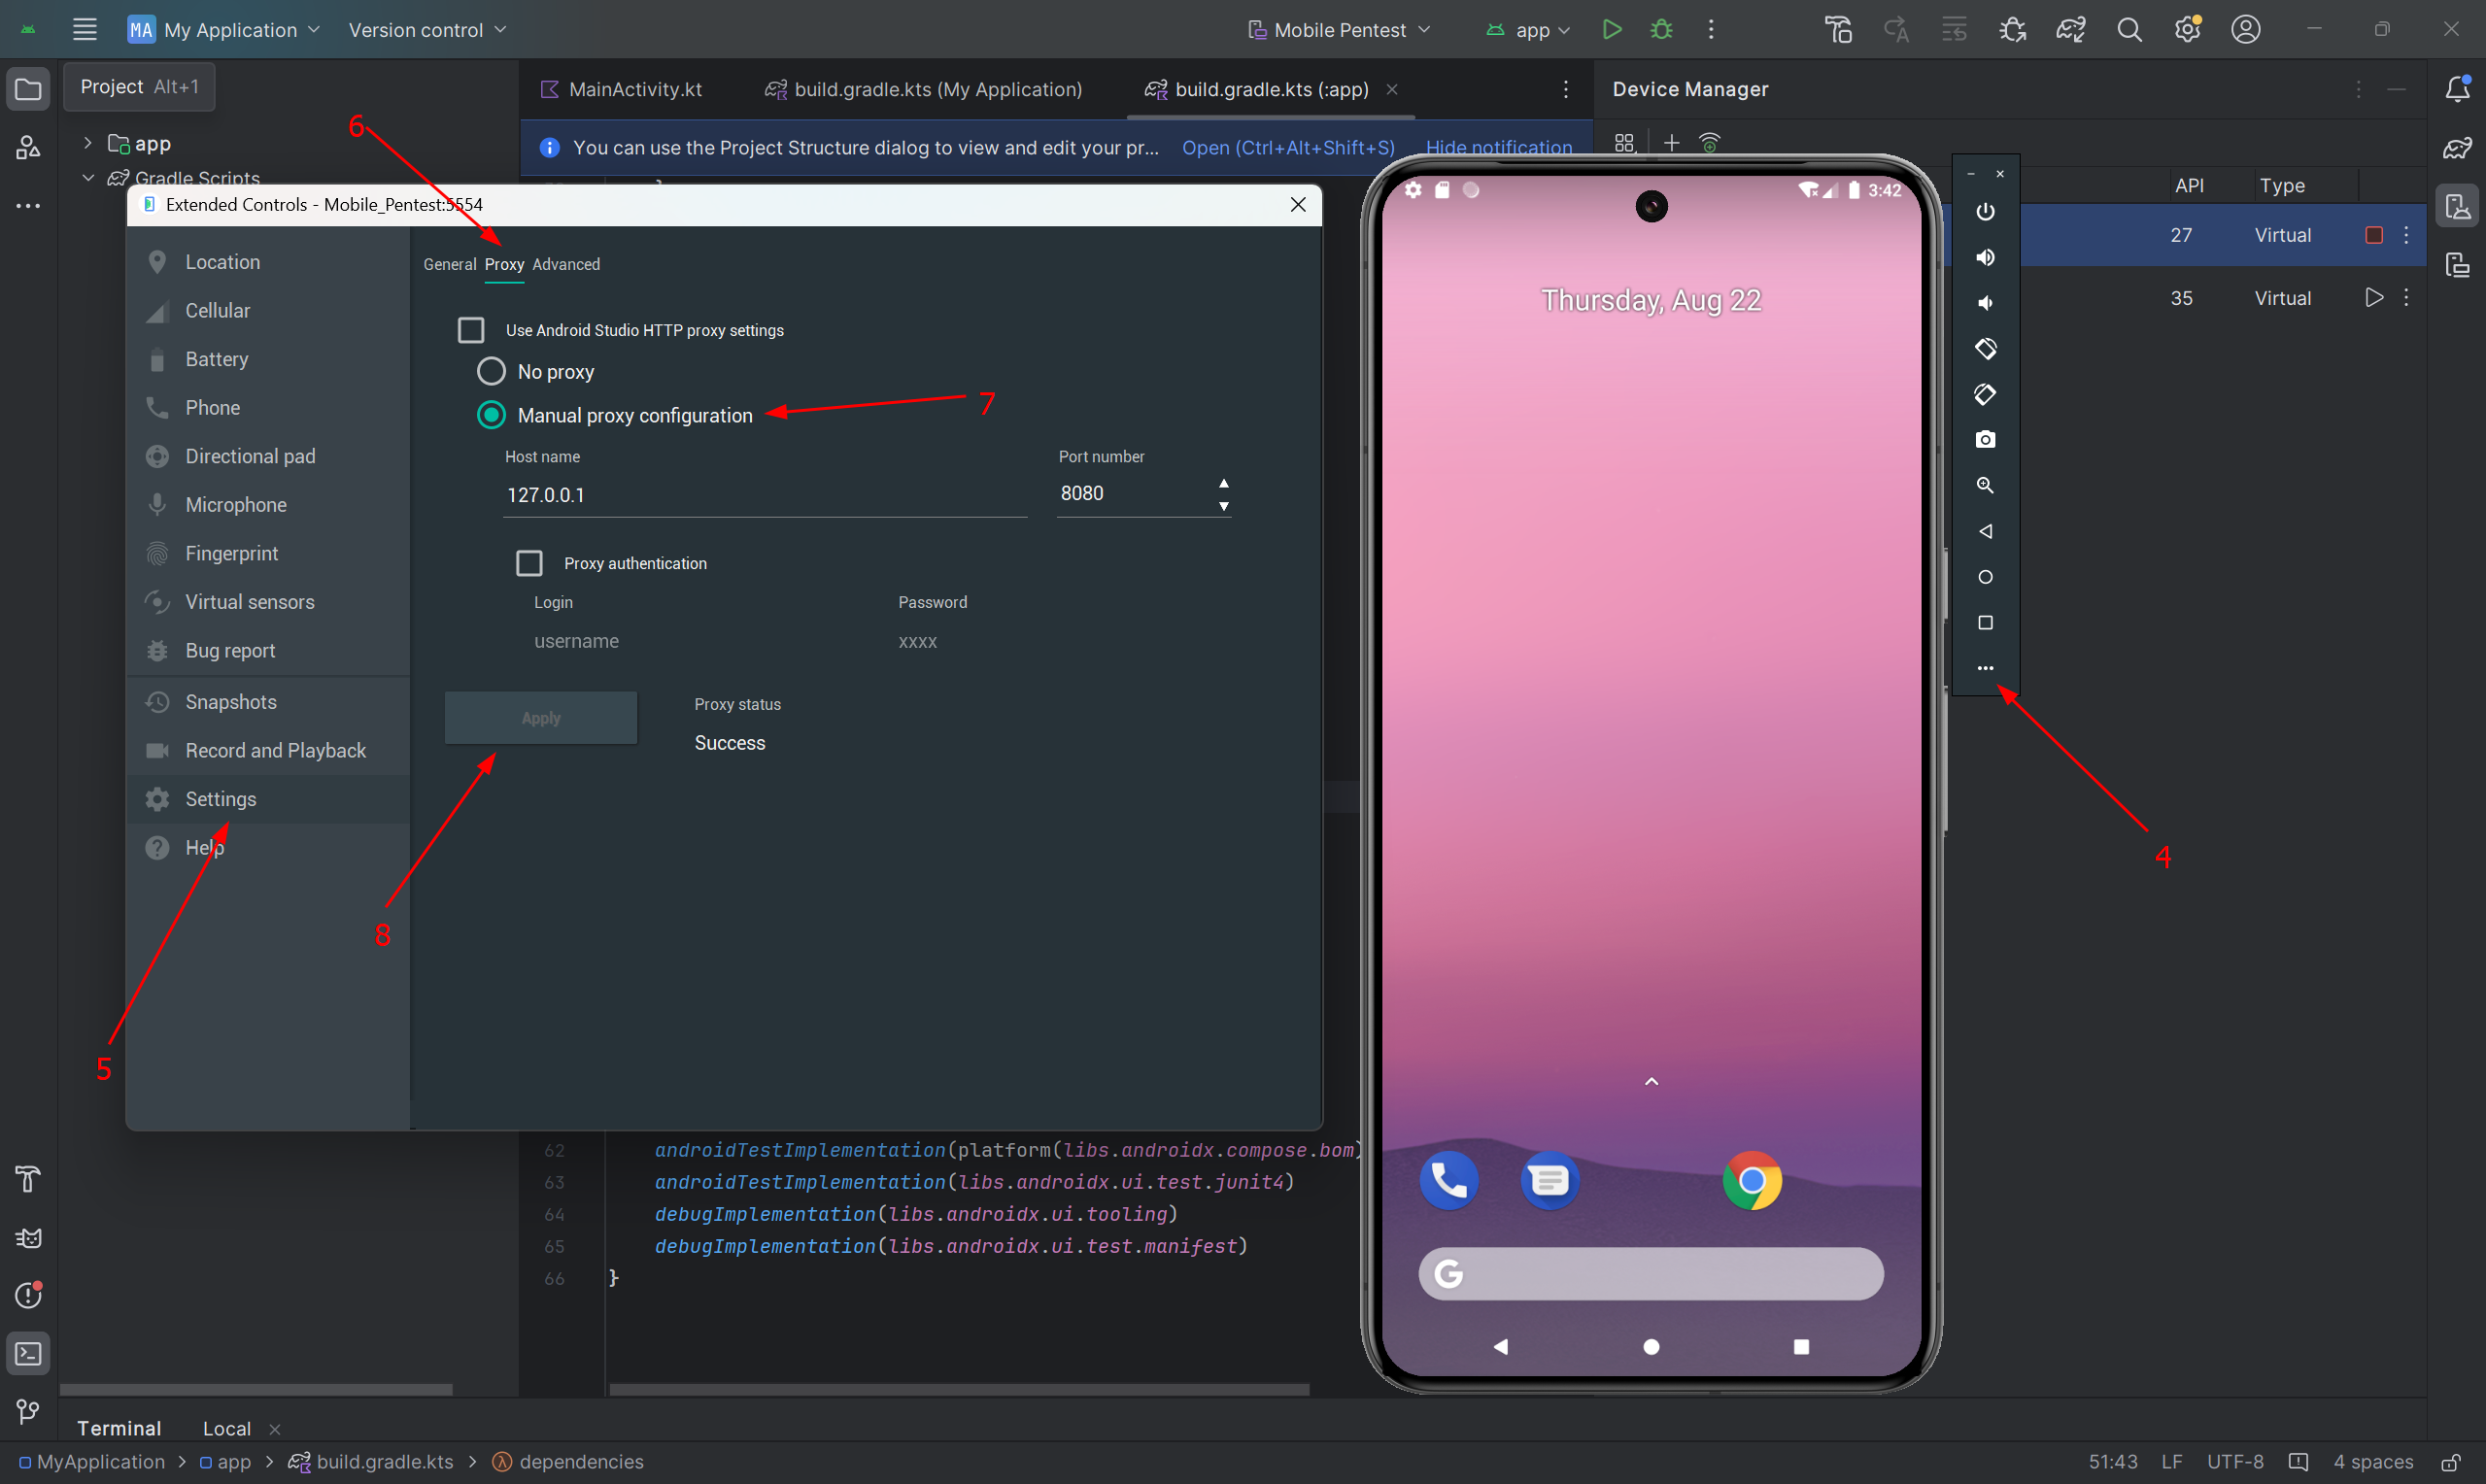 MA My Application
Version control
Mobile Pentest
app
Project Alt+1
MainActivity.kt
build.gradle.kts (My Application)
build.gradle.kts (:app)
Device Manager
6
app
You can use the Project Structure dialog to view and edit your pr...
Open (Ctrl+Alt+Shift+S)
Hide notification
Gradle Scripts
API
Type
Extended Controls - Mobile_Pentest:5554
3:42
27
Virtual
35
Virtual
Location
Cellular
Battery
Phone
Directional pad
Microphone
Fingerprint
Virtual sensors
Bug report
Snapshots
Record and Playback
Settings
Help
General Proxy Advanced
Use Android Studio HTTP proxy settings
No proxy
Manual proxy configuration
7
Host name
Port number
127.0.0.1
8080
Proxy authentication
Login
Password
username
xxxx
Apply
Proxy status
Success
8
5
Thursday, Aug 22
G
4
62 androidTestImplementation(platform(libs.androidx.compose.bom)
63 androidTestImplementation(libs.androidx.ui.test.junit4)
64 debugImplementation(libs.androidx.ui.tooling)
65 debugImplementation(libs.androidx.ui.test.manifest)
66 }
Terminal
Local
MyApplication > app > build.gradle.kts > dependencies
51:43
LF
UTF-8
4 spaces